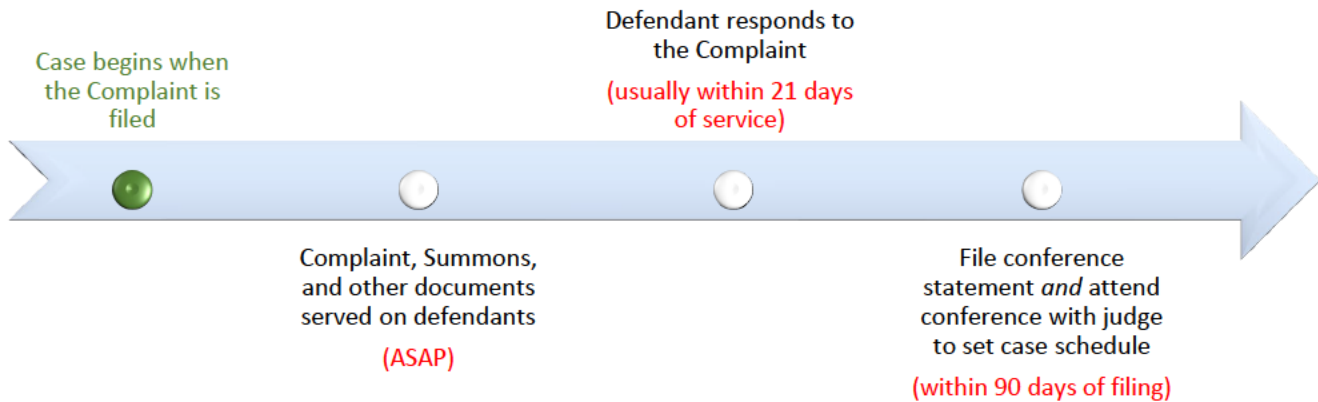 Case begins when
the Complaint is
filed
Complaint, Summons,
and other documents
served on defendants
(ASAP)
Defendant responds to
the Complaint
(usually within 21 days
of service)
File conference
statement and attend
conference with judge
to set case schedule
(within 90 days of filing)